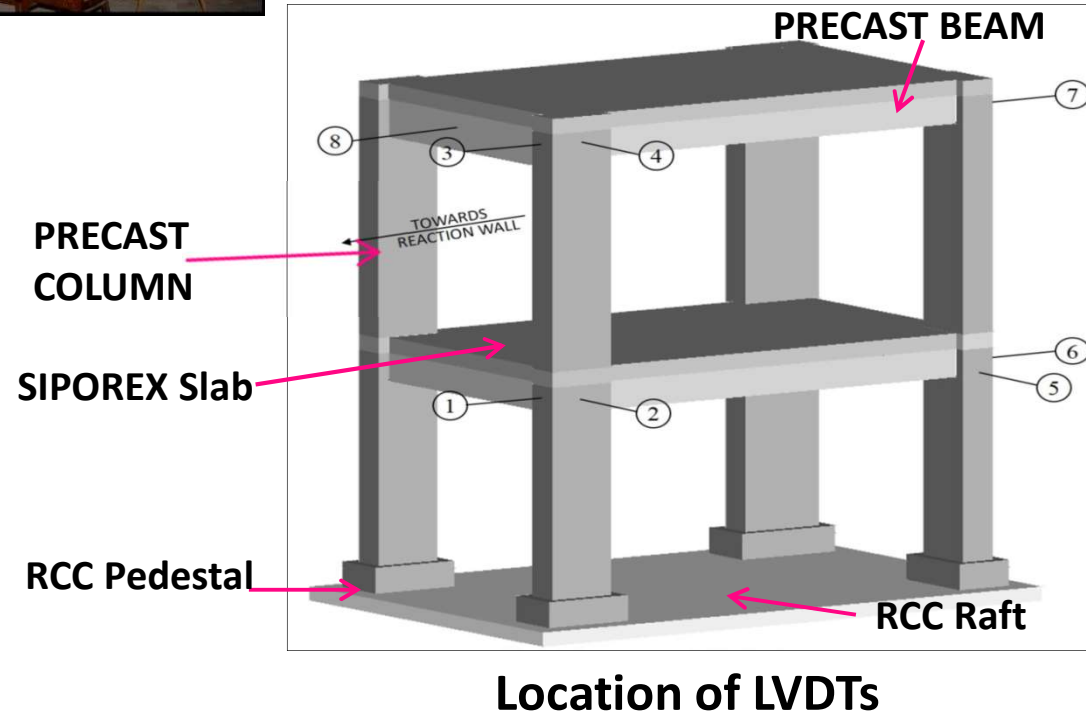 PRECAST BEAM
7
8
3
4
TOWARDS
REACTION WALL
PRECAST
COLUMN
SIPOREX Slab
6
5
1
2
RCC Pedestal
RCC Raft
Location of LVDTs